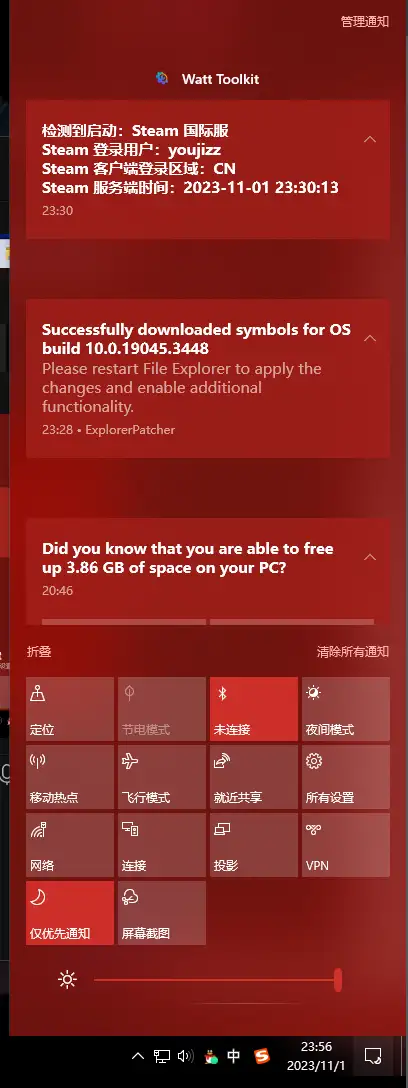 管理通知
Watt Toolkit
检测到启动：Steam 国际服
Steam 登录用户：youjizz
Steam 客户端登录区域：CN
Steam 服务端时间：2023-11-01 23:30:13
23:30
Successfully downloaded symbols for OS
build 10.0.19045.3448
Please restart File Explorer to apply the
changes and enable additional
functionality.
23:28 • ExplorerPatcher
Did you know that you are able to free
up 3.86 GB of space on your PC?
20:46
折叠 清除所有通知
定位 节电模式 未连接 夜间模式
移动热点 飞行模式 就近共享 所有设置
网络 连接 投影 VPN
仅优先通知 屏幕截图
中 S 23:56
2023/11/1